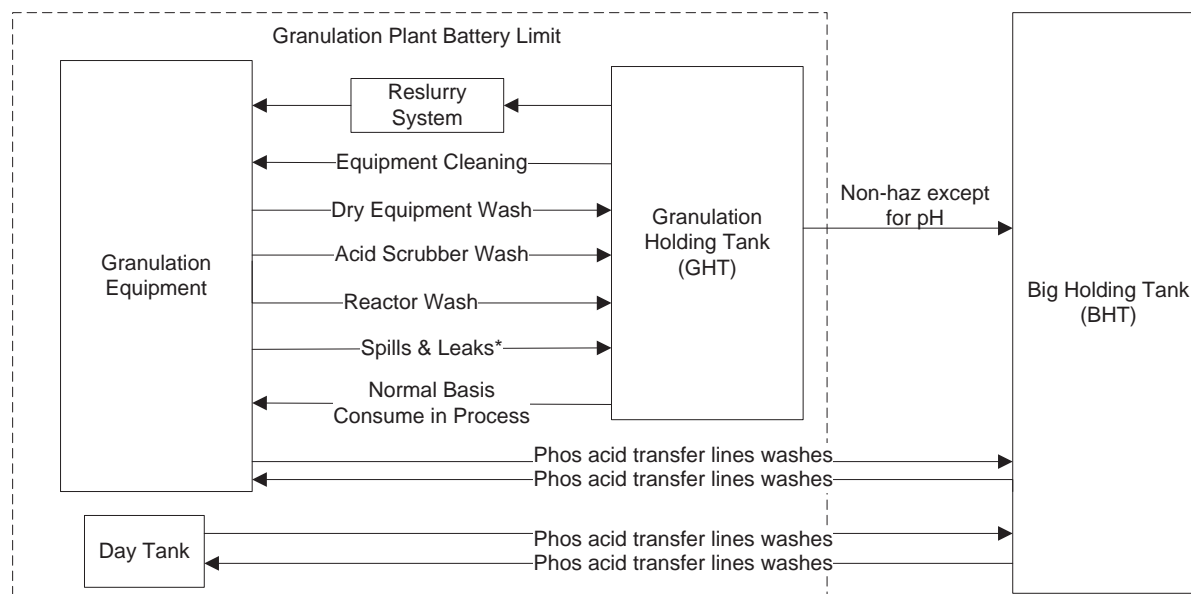 Granulation Plant Battery Limit
Reslurry
System
Equipment Cleaning
Dry Equipment Wash
Acid Scrubber Wash
Reactor Wash
Spills & Leaks*
Normal Basis
Consume in Process
Granulation
Equipment
Granulation
Holding Tank
(GHT)
Non-haz except
for pH
Big Holding Tank
(BHT)
Phos acid transfer lines washes
Phos acid transfer lines washes
Day Tank
Phos acid transfer lines washes
Phos acid transfer lines washes